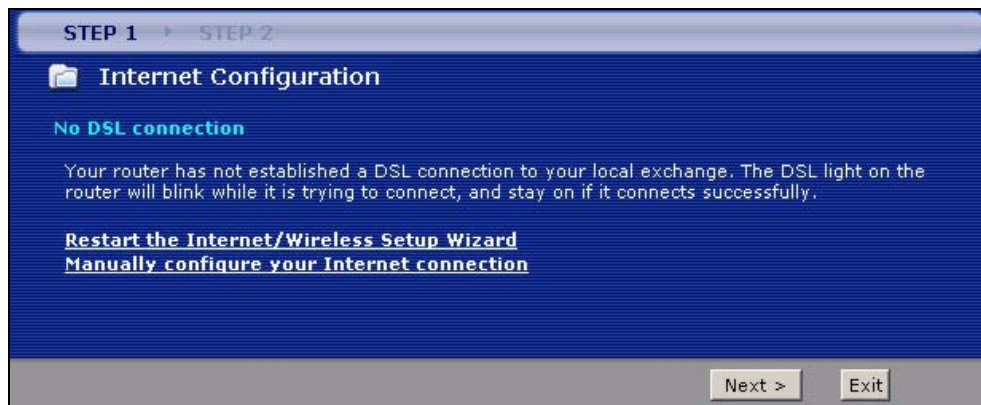 STEP 1 STEP 2
Internet Configuration
No DSL connection
Your router has not established a DSL connection to your local exchange. The DSL light on the
router will blink while it is trying to connect, and stay on if it connects successfully.
Restart the Internet/Wireless Setup Wizard
Manually configure your Internet connection
Next > Exit